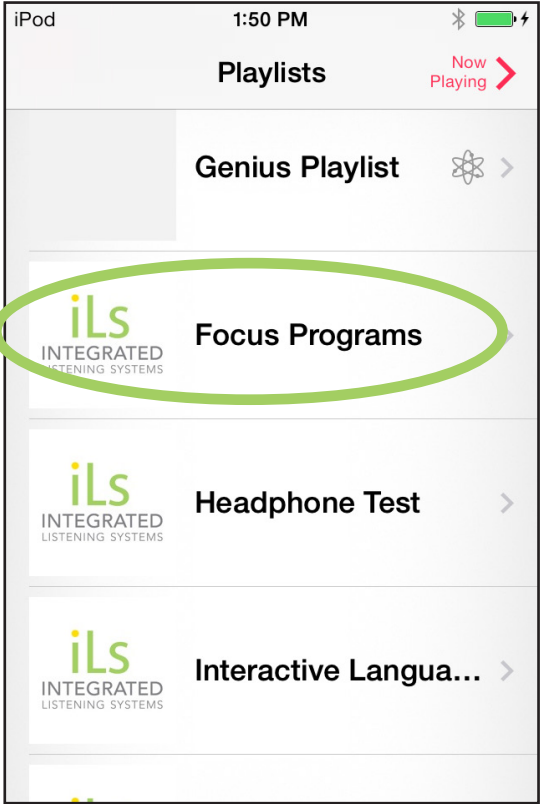 iPod 1:50 PM
Playlists
Now
Playing
Genius Playlist
iLs
INTEGRATED
LISTENING SYSTEMS
Focus Programs
iLs
INTEGRATED
LISTENING SYSTEMS
Headphone Test
iLs
INTEGRATED
LISTENING SYSTEMS
Interactive Langua...